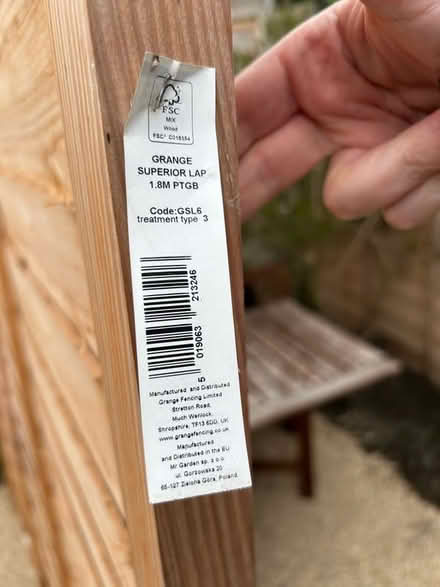 FSC
MIX
Wood
FSC® C016354
GRANGE
SUPERIOR LAP
1.8M PTGB
Code:GSL6
treatment type 3
5 019063 213246
Manufactured and Distributed
Grange Fencing Limited
Stretton Road,
Much Wenlock,
Shropshire, TF13 6DD, UK
www.grangefencing.co.uk
Manufactured
and Distributed in the EU
Mr Garden sp. z o.o.
ul. Gorzowska 20
65-127 Zielona Góra, Poland